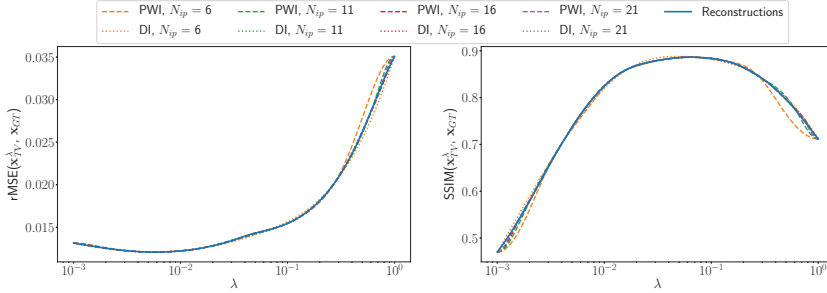 PWI, $N_{ip} = 6$ PWI, $N_{ip} = 11$ PWI, $N_{ip} = 16$ PWI, $N_{ip} = 21$ Reconstructions
DI, $N_{ip} = 6$ DI, $N_{ip} = 11$ DI, $N_{ip} = 16$ DI, $N_{ip} = 21$
rMSE($\mathbf{x}_{TV}^{\lambda}$, $\mathbf{x}_{GT}$)
0.035
0.030
0.025
0.020
0.015
$10^{-3}$ $10^{-2}$ $10^{-1}$ $10^{0}$
λ
SSIM($\mathbf{x}_{TV}^{\lambda}$, $\mathbf{x}_{GT}$)
0.9
0.8
0.7
0.6
0.5
$10^{-3}$ $10^{-2}$ $10^{-1}$ $10^{0}$
λ